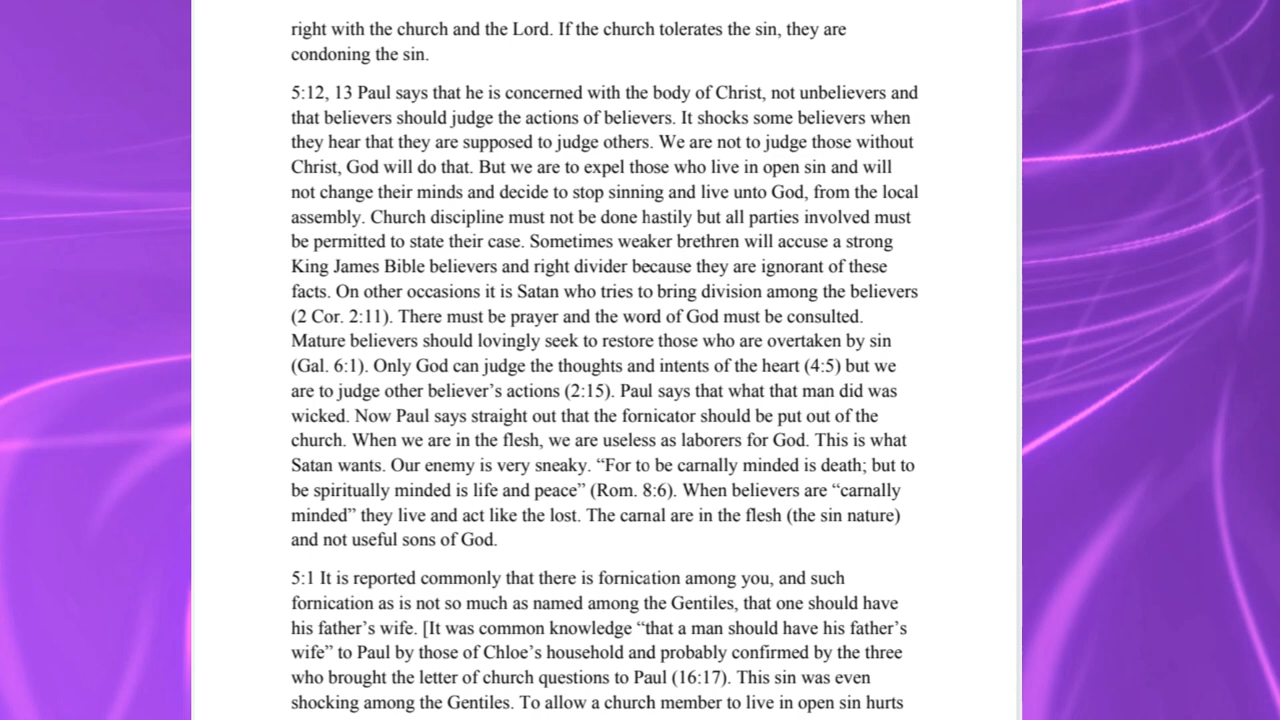 right with the church and the Lord. If the church tolerates the sin, they are
condoning the sin.
5:12, 13 Paul says that he is concerned with the body of Christ, not unbelievers and
that believers should judge the actions of believers. It shocks some believers when
they hear that they are supposed to judge others. We are not to judge those without
Christ, God will do that. But we are to expel those who live in open sin and will
not change their minds and decide to stop sinning and live unto God, from the local
assembly. Church discipline must not be done hastily but all parties involved must
be permitted to state their case. Sometimes weaker brethren will accuse a strong
King James Bible believers and right divider because they are ignorant of these
facts. On other occasions it is Satan who tries to bring division among the believers
(2 Cor. 2:11). There must be prayer and the word of God must be consulted.
Mature believers should lovingly seek to restore those who are overtaken by sin
(Gal. 6:1). Only God can judge the thoughts and intents of the heart (4:5) but we
are to judge other believer’s actions (2:15). Paul says that what that man did was
wicked. Now Paul says straight out that the fornicator should be put out of the
church. When we are in the flesh, we are useless as laborers for God. This is what
Satan wants. Our enemy is very sneaky. “For to be carnally minded is death; but to
be spiritually minded is life and peace” (Rom. 8:6). When believers are “carnally
minded” they live and act like the lost. The carnal are in the flesh (the sin nature)
and not useful sons of God.
5:1 It is reported commonly that there is fornication among you, and such
fornication as is not so much as named among the Gentiles, that one should have
his father’s wife. [It was common knowledge “that a man should have his father’s
wife” to Paul by those of Chloe’s household and probably confirmed by the three
who brought the letter of church questions to Paul (16:17). This sin was even
shocking among the Gentiles. To allow a church member to live in open sin hurts